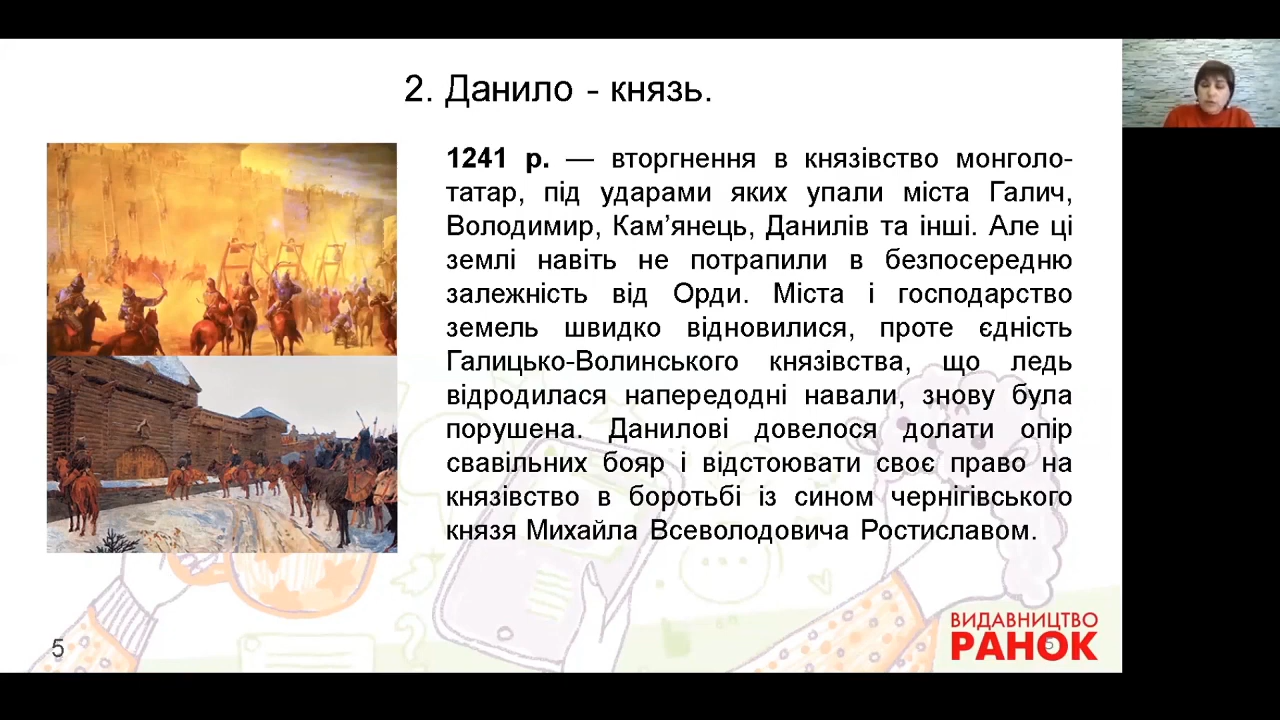 2. Данило - князь.
1241 р. — вторгнення в князівство монголо-
татар, під ударами яких упали міста Галич,
Володимир, Кам’янець, Данилів та інші. Але ці
землі навіть не потрапили в безпосередню
залежність від Орди. Міста і господарство
земель швидко відновилися, проте єдність
Галицько-Волинського князівства, що ледь
відродилася напередодні навали, знову була
порушена. Данилові довелося долати опір
свавільних бояр і відстоювати своє право на
князівство в боротьбі із сином чернігівського
князя Михайла Всеволодовича Ростиславом.
5
ВИДАВНИЦТВО
РАНОК